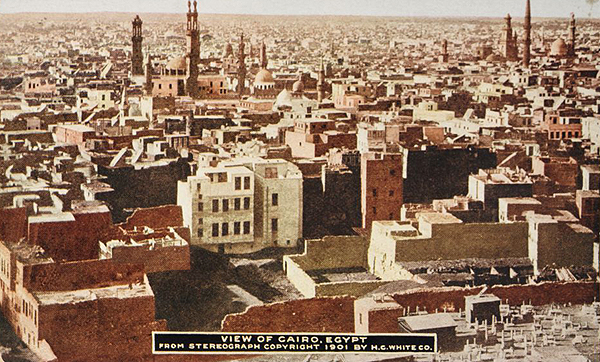 VIEW OF CAIRO, EGYPT
FROM STEREOGRAPH COPYRIGHT 1901 BY H.C. WHITE CO.